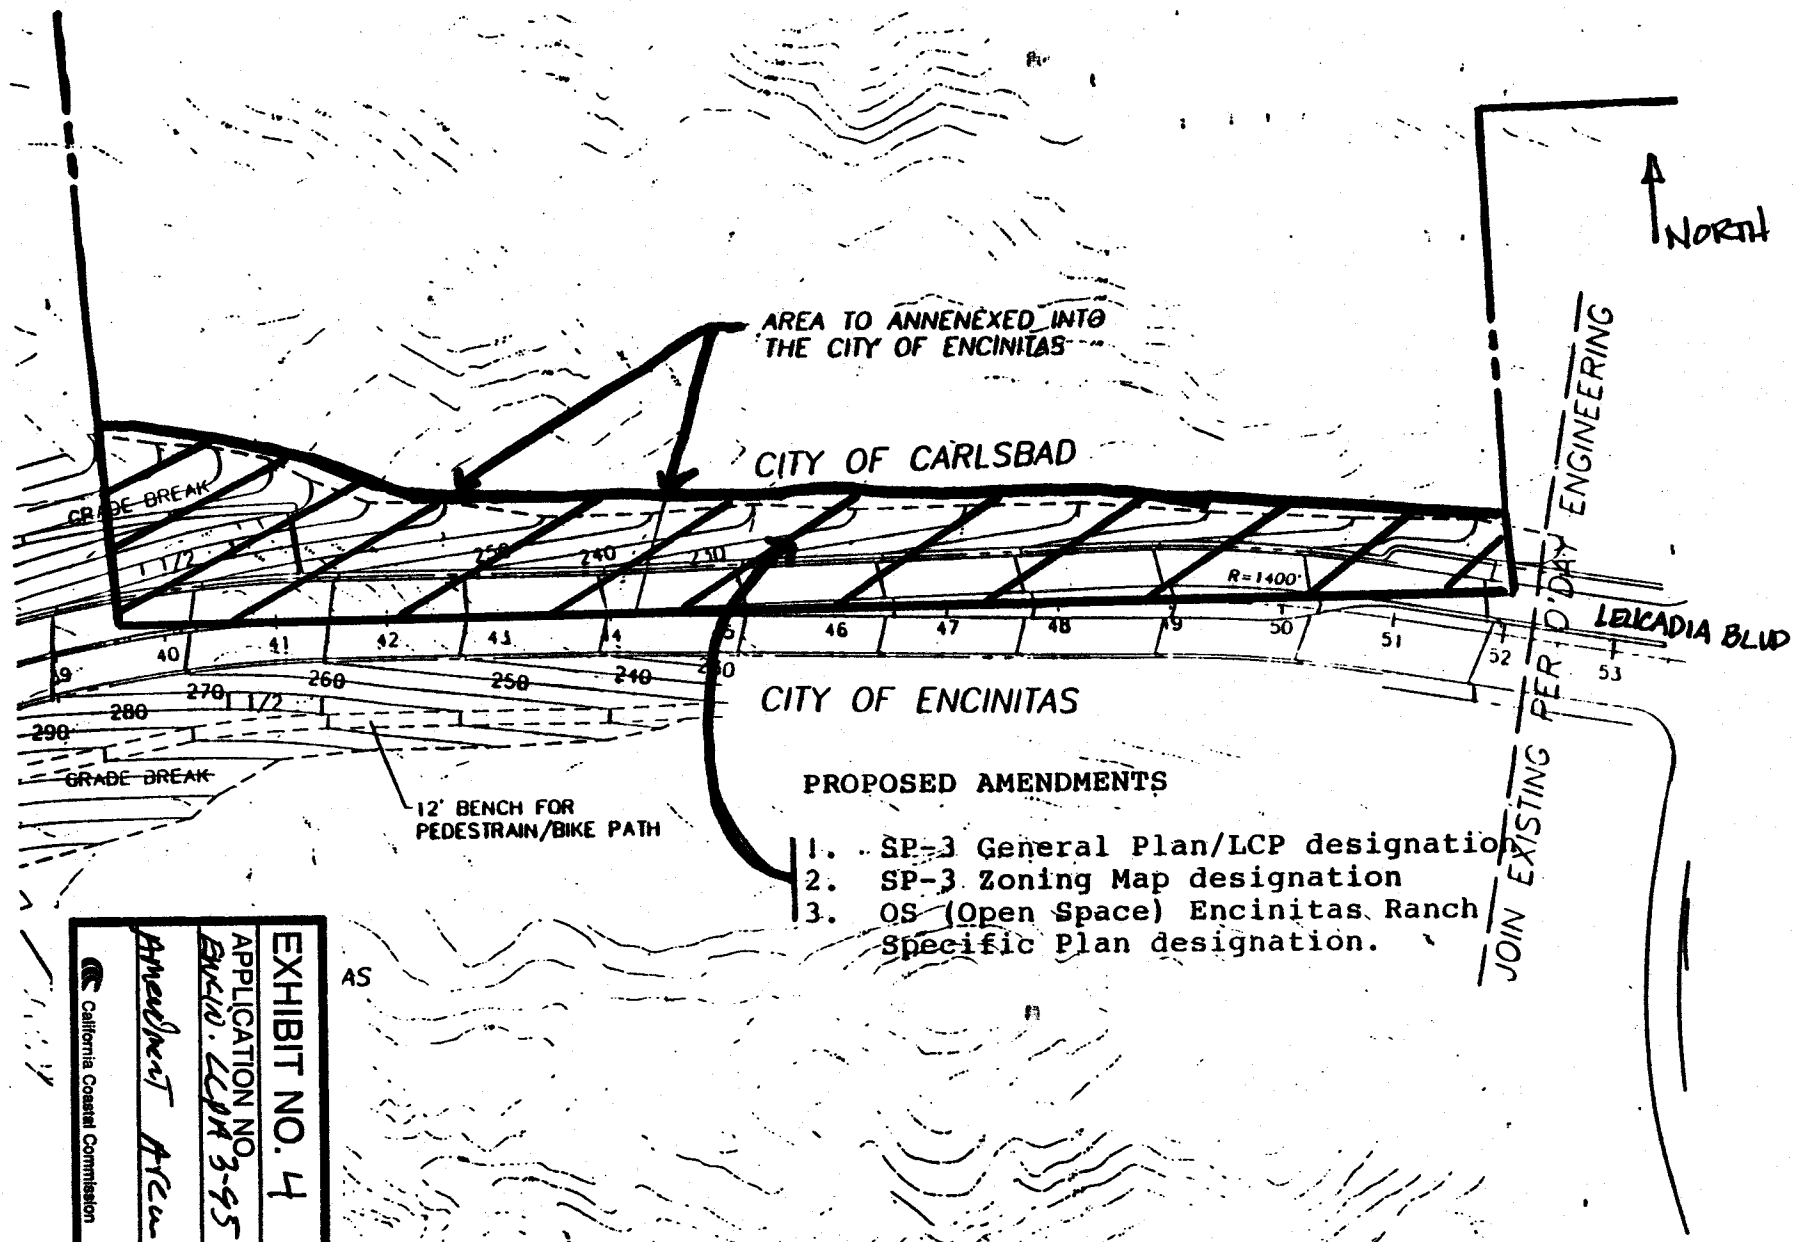 NORTH
AREA TO ANNENEXED INTO
THE CITY OF ENCINITAS
CITY OF CARLSBAD
GRADE BREAK
1 1/2
250
240
230
R=1400'
LEUCADIA BLVD
39
40
41
42
43
44
45
46
47
48
49
50
51
52
53
290
280
270
260
250
240
230
1 1/2
GRADE BREAK
CITY OF ENCINITAS
12' BENCH FOR
PEDESTRAIN/BIKE PATH
JOIN EXISTING PER O'DAY ENGINEERING
PROPOSED AMENDMENTS
1. SP-3 General Plan/LCP designation
2. SP-3 Zoning Map designation
3. OS (Open Space) Encinitas Ranch
Specific Plan designation.
AS
EXHIBIT NO. 4
APPLICATION NO.
Encin. LCPA 3-95
Amendment Area
California Coastal Commission